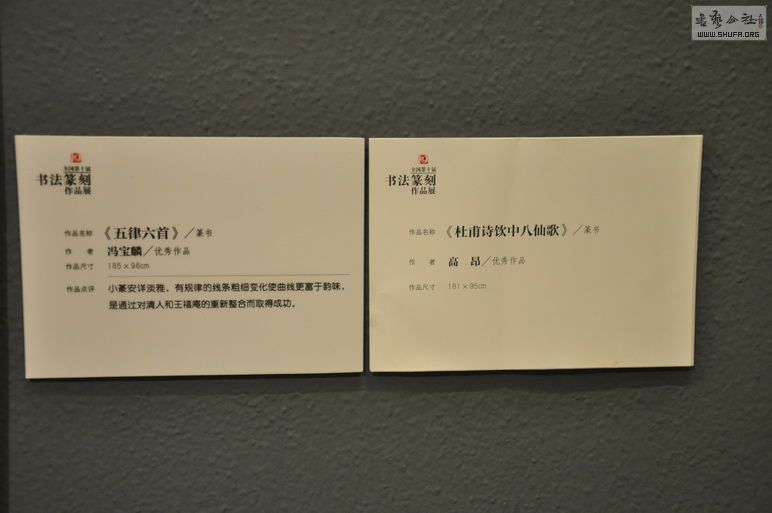 书艺公社
WWW.SHUFA.ORG
全国第十届
书法篆刻
作品展
作品名称 《五律六首》／篆书
作 者 冯宝麟／优秀作品
作品尺寸 185×96cm
作品点评 小篆安详淡雅，有规律的线条粗细变化使曲线更富于韵味，
是通过对清人和王福庵的重新整合而取得成功。
全国第十届
书法篆刻
作品展
作品名称 《杜甫诗饮中八仙歌》／篆书
作 者 高 昂／优秀作品
作品尺寸 181×95cm